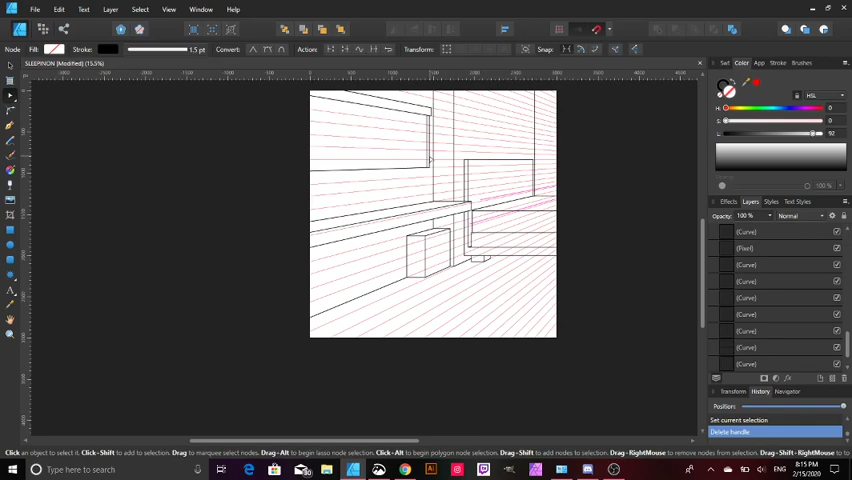 File Edit Text Layer Select View Window Help
Node Fill: Stroke: 1.5 pt Convert: Action: Transform: Snap:
SLEEPINON [Modified] (15.5%)
Swt Color App Stroke Brushes
HSL
H: 0
S: 0
L: 92
Opacity
100 %
Effects Layers Styles Text Styles
Opacity: 100 % Normal
(Curve)
(Pixel)
(Curve)
(Curve)
(Curve)
(Curve)
(Curve)
(Curve)
(Curve)
Transform History Navigator
Position:
Set current selection
Delete handle
Click an object to select it. Click+Shift to add to selection. Drag to marquee select nodes. Drag+Alt to begin lasso node selection. Click+Alt to begin polygon node selection. Drag+Shift to add nodes to selection. Drag+RightMouse to remove nodes from selection. Drag+Shift+RightMouse
Type here to search
8:15 PM
2/15/2020